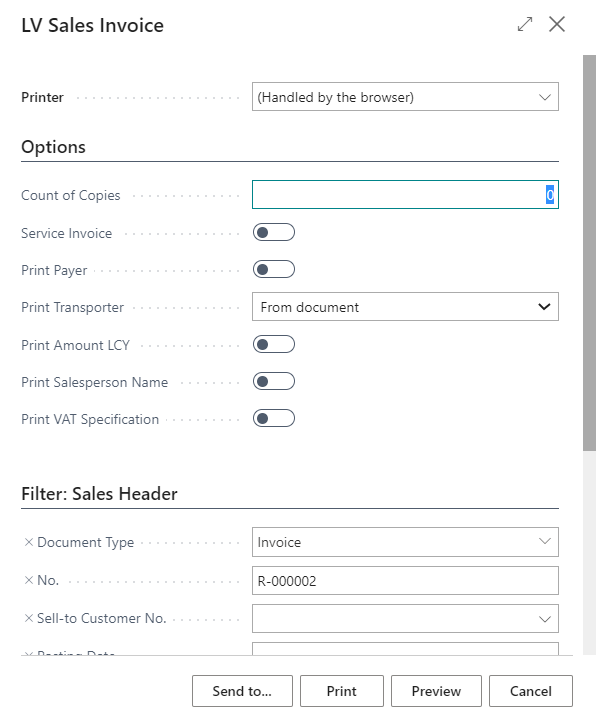 LV Sales Invoice
Printer (Handled by the browser)
Options
Count of Copies 0
Service Invoice
Print Payer
Print Transporter From document
Print Amount LCY
Print Salesperson Name
Print VAT Specification
Filter: Sales Header
Document Type Invoice
No. R-000002
Sell-to Customer No.
Posting Date
Send to... Print Preview Cancel